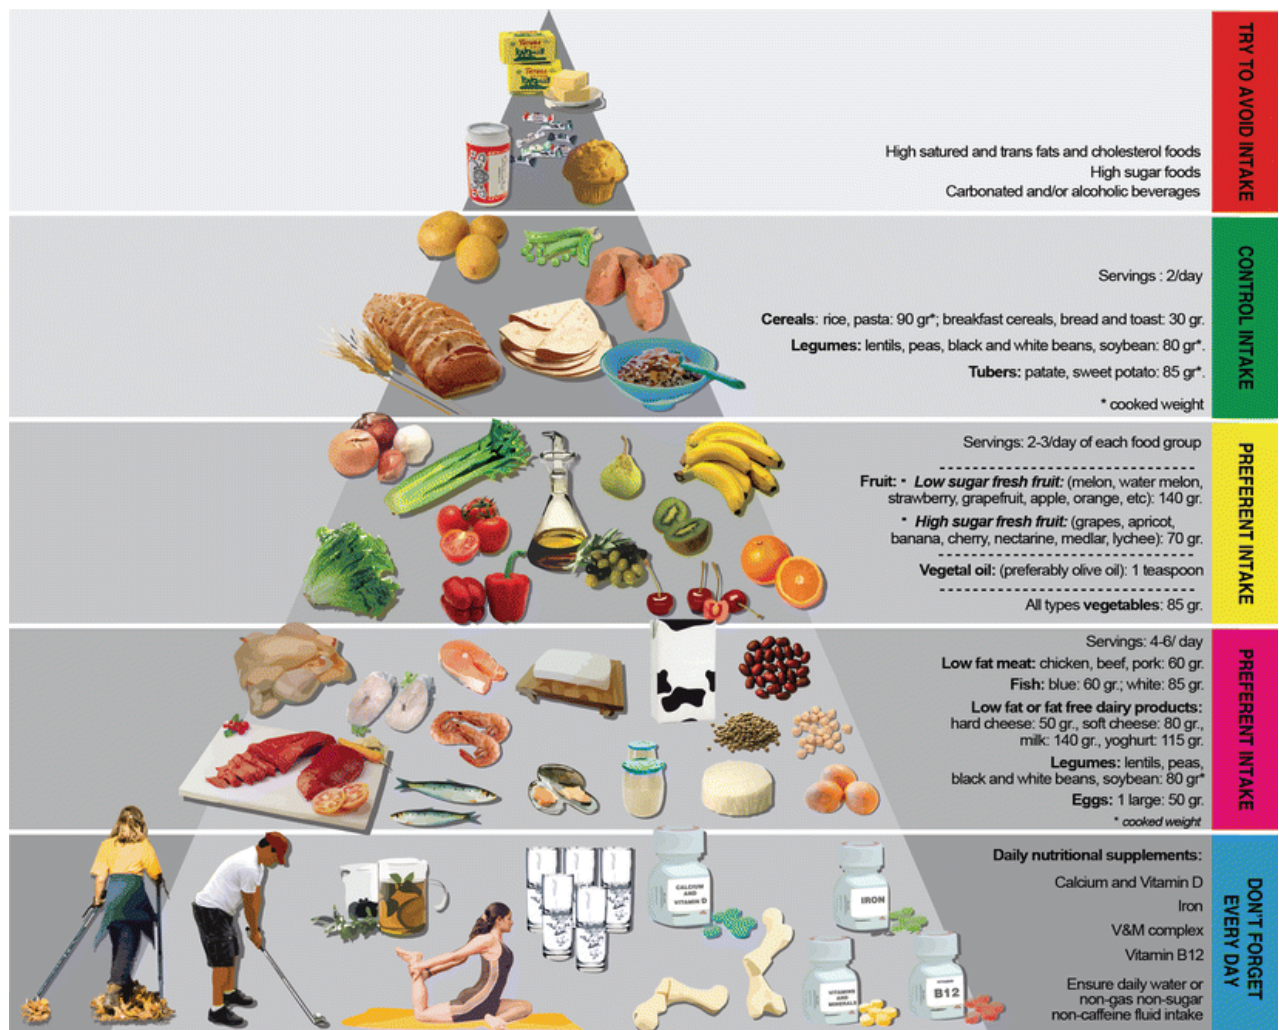 TRY TO AVOID INTAKE
High satured and trans fats and cholesterol foods
High sugar foods
Carbonated and/or alcoholic beverages
CONTROL INTAKE
Servings : 2/day
Cereals: rice, pasta: 90 gr*; breakfast cereals, bread and toast: 30 gr.
Legumes: lentils, peas, black and white beans, soybean: 80 gr*.
Tubers: patate, sweet potato: 85 gr*.
* cooked weight
PREFERENT INTAKE
Servings: 2-3/day of each food group
Fruit: • Low sugar fresh fruit: (melon, water melon,
strawberry, grapefruit, apple, orange, etc): 140 gr.
• High sugar fresh fruit: (grapes, apricot,
banana, cherry, nectarine, medlar, lychee): 70 gr.
Vegetal oil: (preferably olive oil): 1 teaspoon
All types vegetables: 85 gr.
PREFERENT INTAKE
Servings: 4-6/ day
Low fat meat: chicken, beef, pork: 60 gr.
Fish: blue: 60 gr.; white: 85 gr.
Low fat or fat free dairy products:
hard cheese: 50 gr., soft cheese: 80 gr.,
milk: 140 gr., yoghurt: 115 gr.
Legumes: lentils, peas,
black and white beans, soybean: 80 gr*
Eggs: 1 large: 50 gr.
* cooked weight
DON'T FORGET
EVERY DAY
Daily nutritional supplements:
Calcium and Vitamin D
Iron
V&M complex
Vitamin B12
Ensure daily water or
non-gas non-sugar
non-caffeine fluid intake
CALCIUM
AND
VITAMIN D
IRON
VITAMINS
AND
MINERALS
VITAMIN
B12